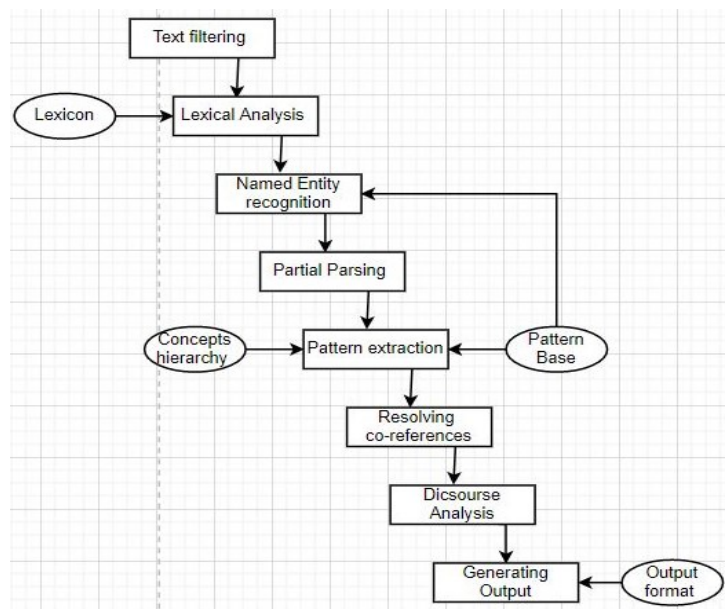 Text filtering
Lexicon
Lexical Analysis
Named Entity
recognition
Partial Parsing
Concepts
hierarchy
Pattern extraction
Pattern
Base
Resolving
co-references
Dicsourse
Analysis
Generating
Output
Output
format